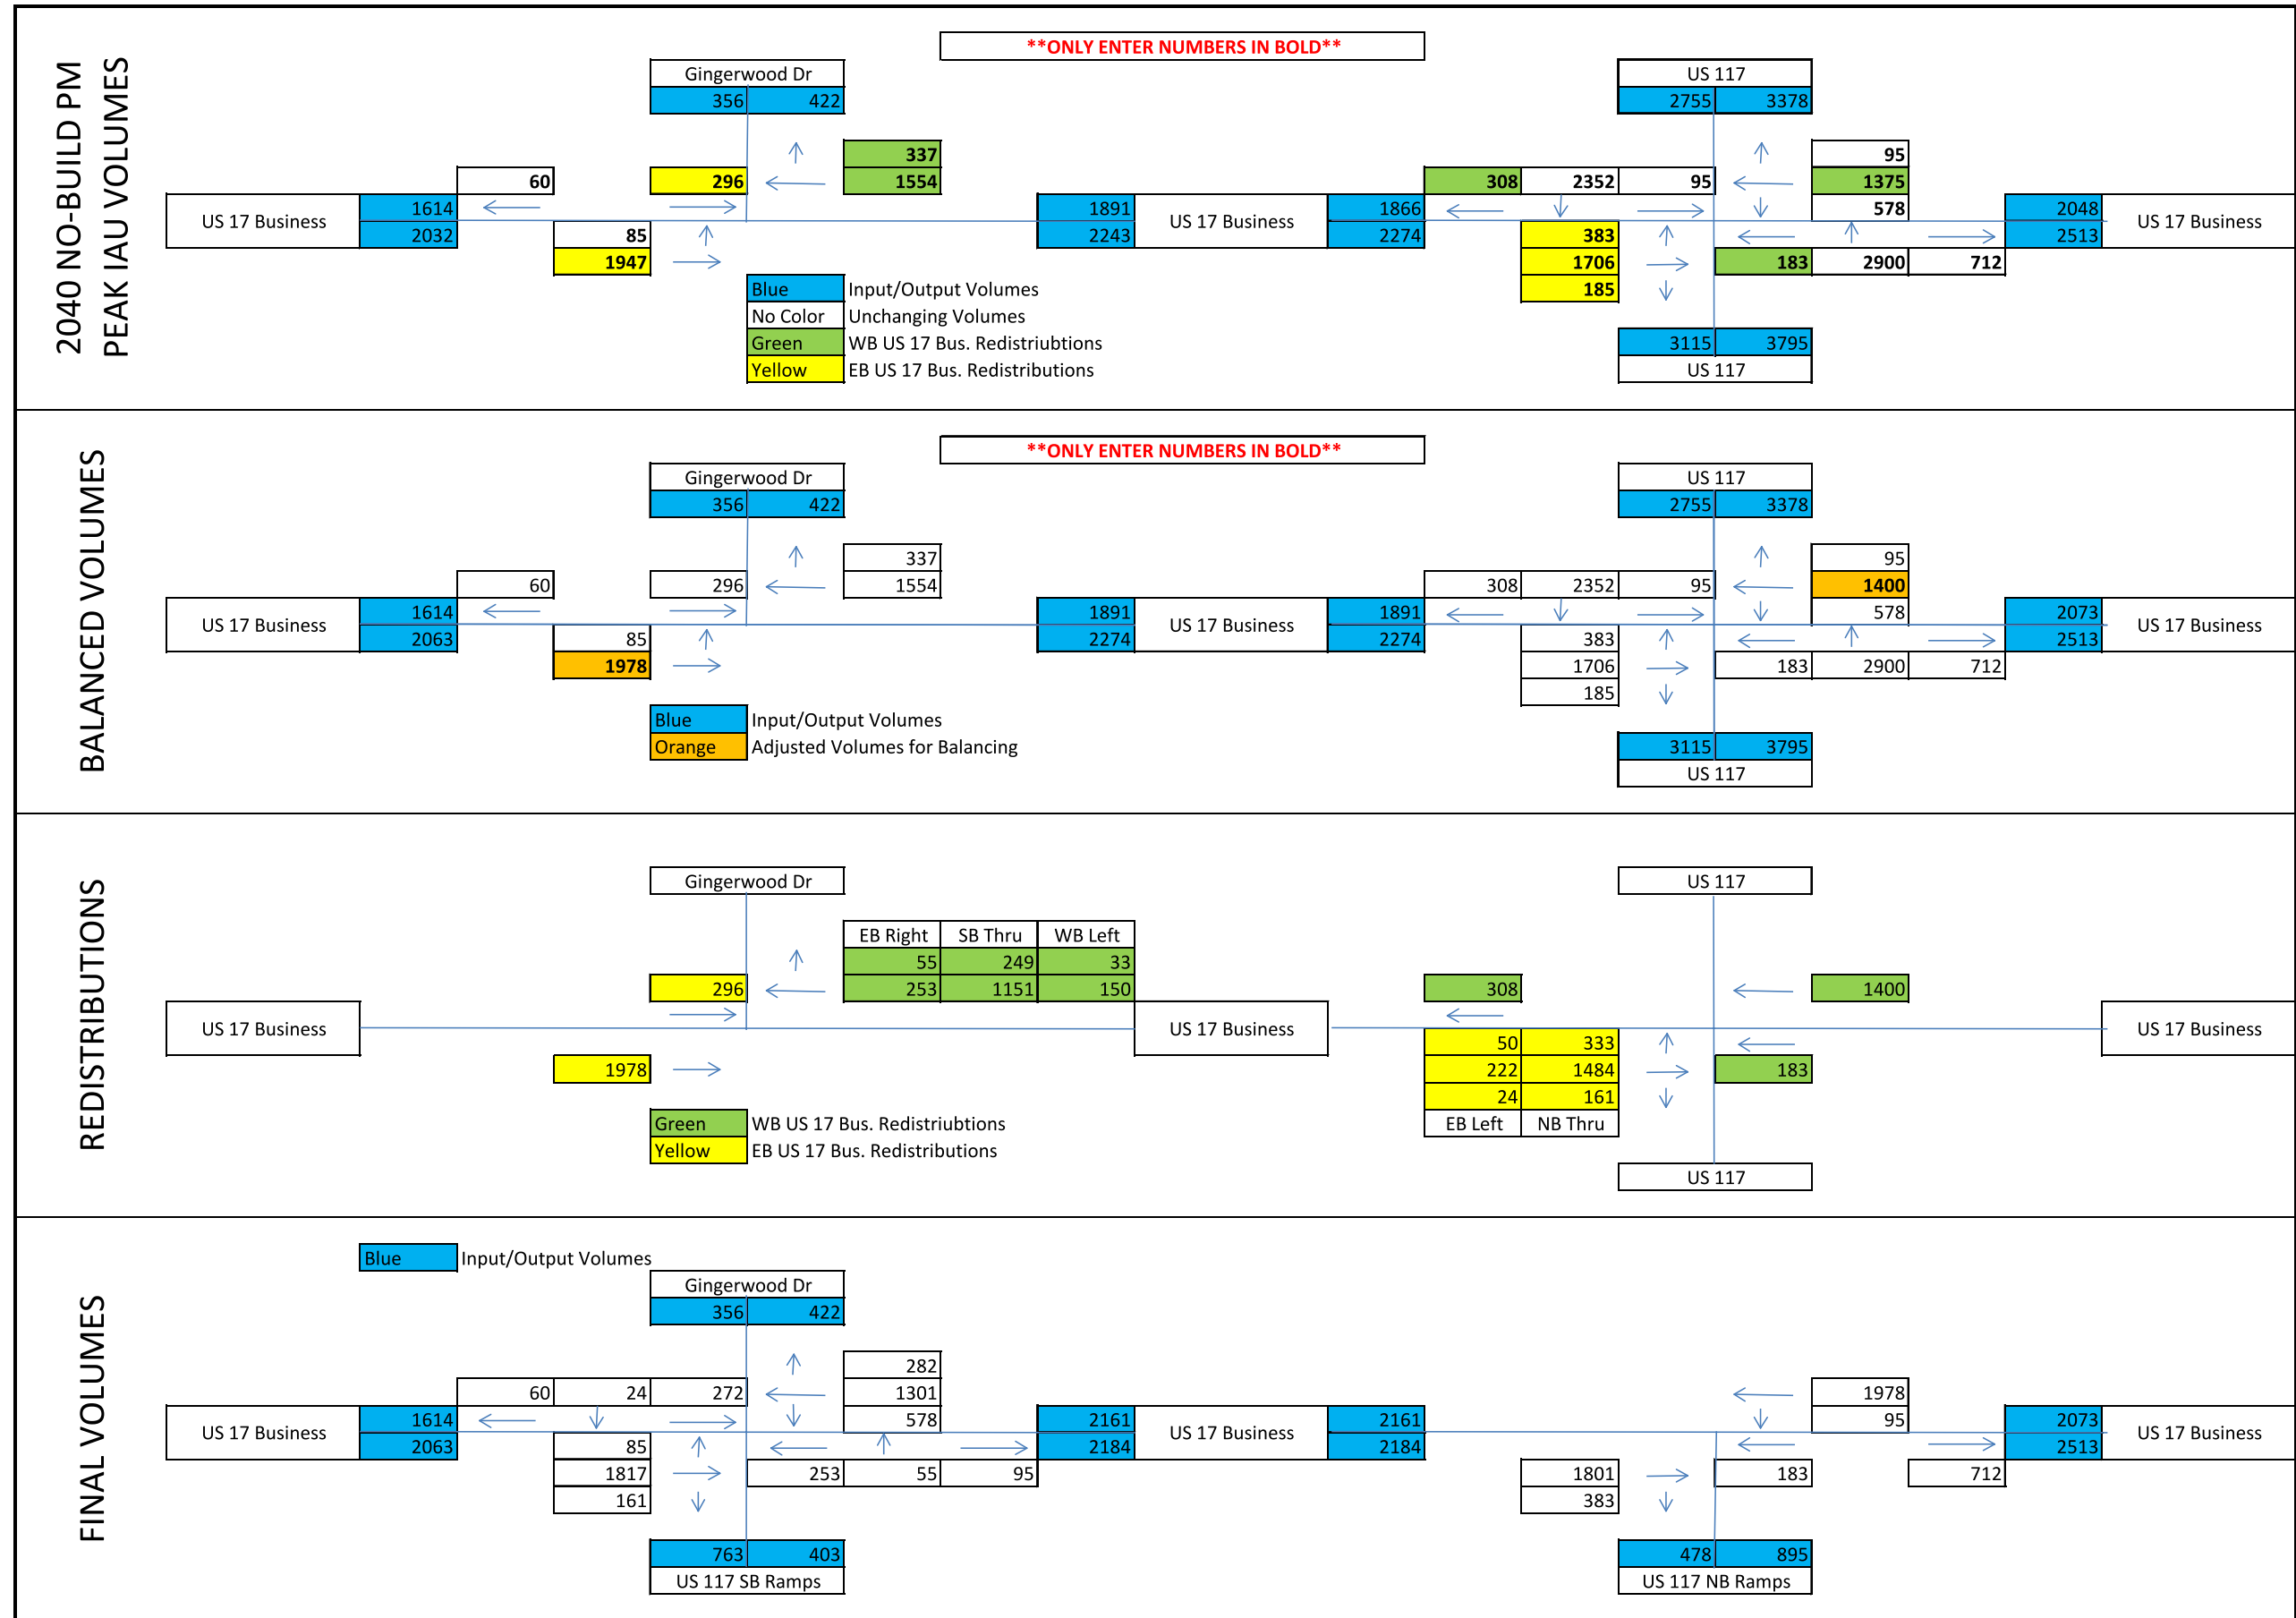 2040 NO-BUILD PM
PEAK IAU VOLUMES
**ONLY ENTER NUMBERS IN BOLD**
Gingerwood Dr US 117
356 422 2755 3378
337 95
60 296 1554 308 2352 95 1375
US 17 Business 1614 1891 US 17 Business 1866 578 2048 US 17 Business
2032 85 2243 2274 383 2513
1947 1706 183 2900 712
Blue Input/Output Volumes 185
No Color Unchanging Volumes
Green WB US 17 Bus. Redistriubtions 3115 3795
Yellow EB US 17 Bus. Redistributions US 117
BALANCED VOLUMES
**ONLY ENTER NUMBERS IN BOLD**
Gingerwood Dr US 117
356 422 2755 3378
337 95
60 296 1554 308 2352 95 1400
US 17 Business 1614 1891 US 17 Business 1891 578 2073 US 17 Business
2063 85 2274 2274 383 2513
1978 1706 183 2900 712
185
Blue Input/Output Volumes
Orange Adjusted Volumes for Balancing 3115 3795
US 117
REDISTRIBUTIONS
Gingerwood Dr US 117
EB Right SB Thru WB Left
55 249 33
296 253 1151 150 308 1400
US 17 Business US 17 Business US 17 Business
50 333
1978 222 1484 183
24 161
Green WB US 17 Bus. Redistriubtions EB Left NB Thru
Yellow EB US 17 Bus. Redistributions
US 117
FINAL VOLUMES
Blue Input/Output Volumes
Gingerwood Dr
356 422
282
60 24 272 1301 1978
US 17 Business 1614 578 2161 US 17 Business 2161 95 2073 US 17 Business
2063 85 2184 2184 2513
1817 253 55 95 1801 183 712
161 383
763 403 478 895
US 117 SB Ramps US 117 NB Ramps